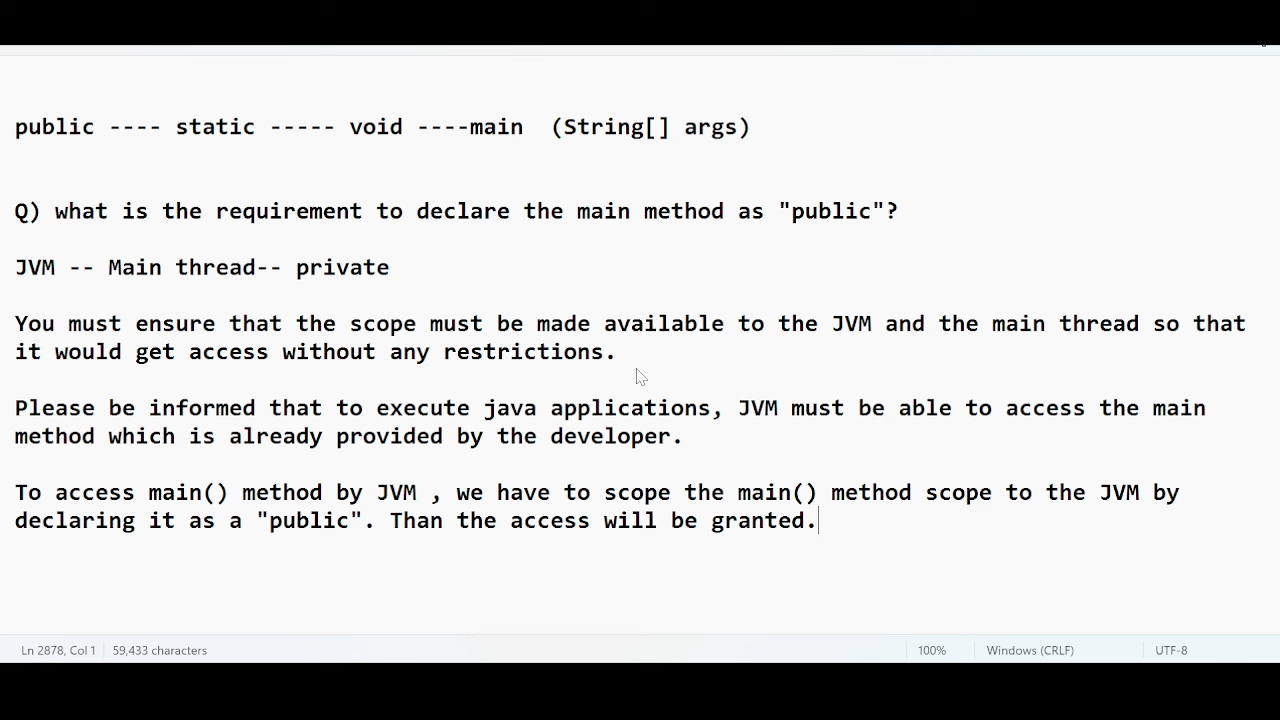 public ---- static ----- void ----main  (String[] args)
Q) what is the requirement to declare the main method as "public"?
JVM -- Main thread-- private
You must ensure that the scope must be made available to the JVM and the main thread so that
it would get access without any restrictions.
Please be informed that to execute java applications, JVM must be able to access the main
method which is already provided by the developer.
To access main() method by JVM , we have to scope the main() method scope to the JVM by
declaring it as a "public". Than the access will be granted.
Ln 2878, Col 1 59,433 characters 100% Windows (CRLF) UTF-8